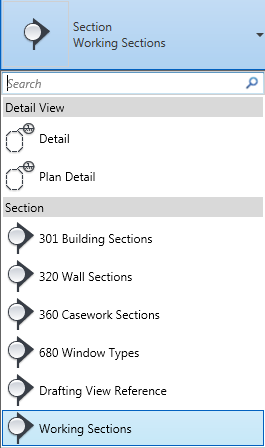 Section
Working Sections
Search
Detail View
Detail
Plan Detail
Section
301 Building Sections
320 Wall Sections
360 Casework Sections
680 Window Types
Drafting View Reference
Working Sections